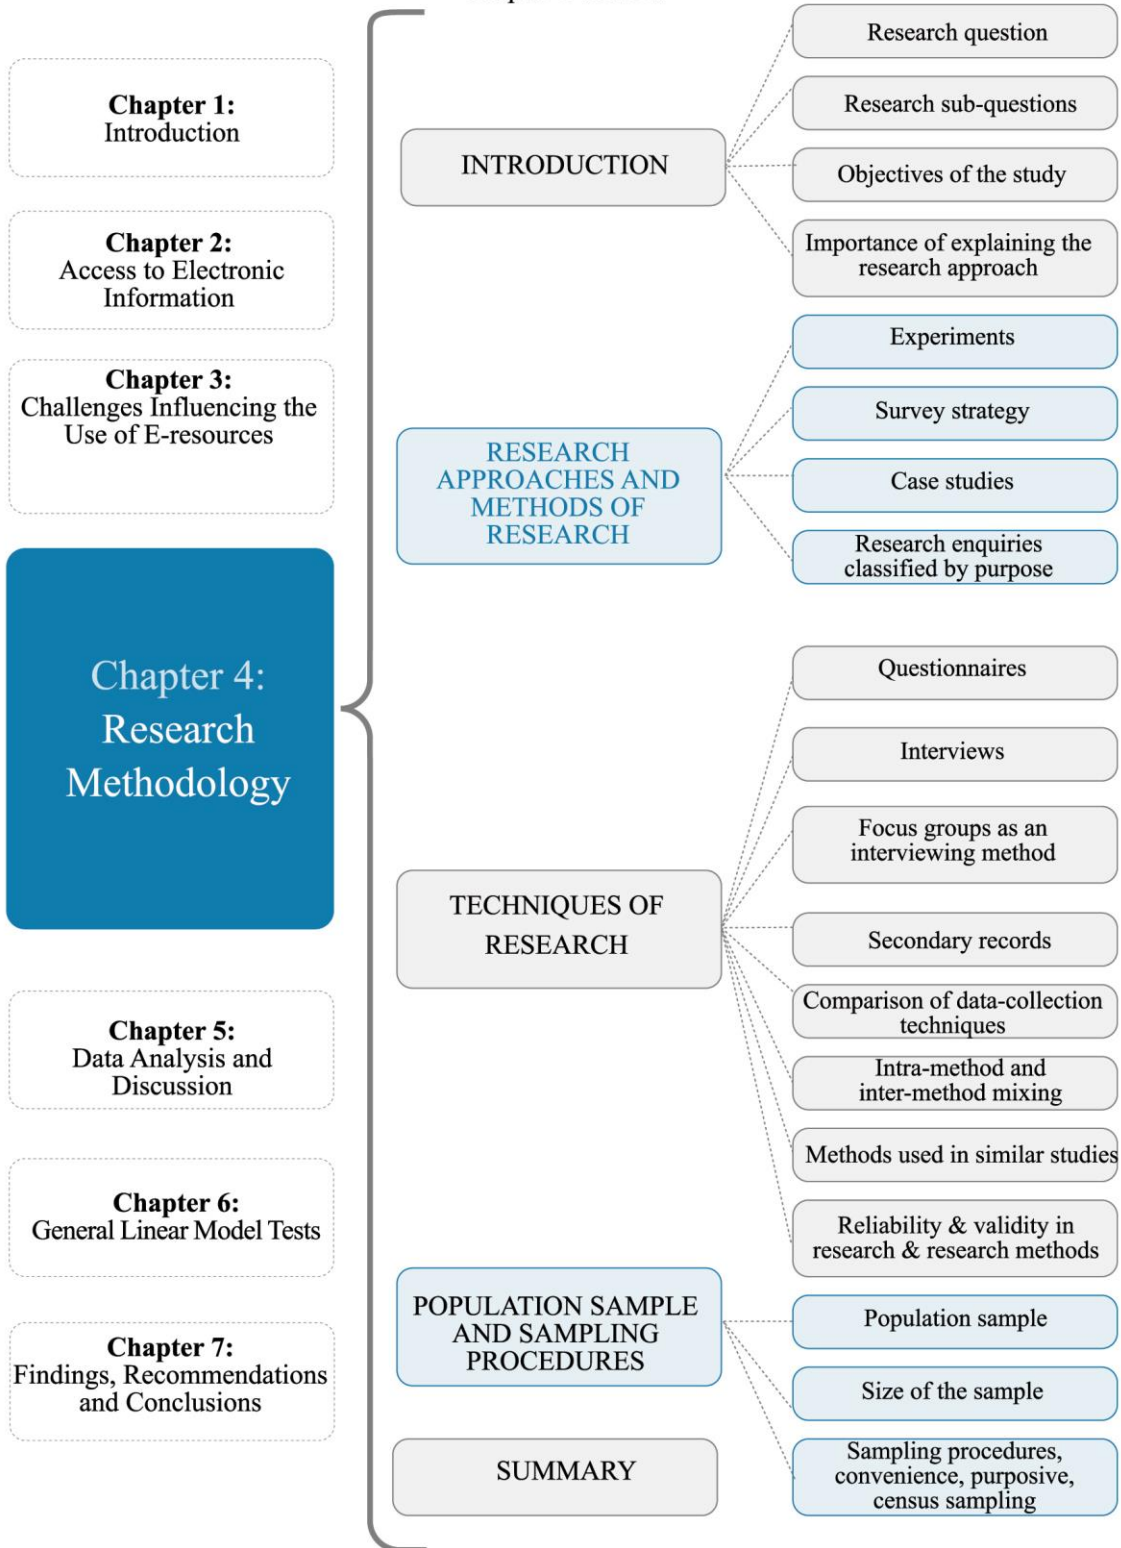 Chapter 1:
Introduction
Chapter 2:
Access to Electronic
Information
Chapter 3:
Challenges Influencing the
Use of E-resources
Chapter 4:
Research
Methodology
Chapter 5:
Data Analysis and
Discussion
Chapter 6:
General Linear Model Tests
Chapter 7:
Findings, Recommendations
and Conclusions
INTRODUCTION
Research question
Research sub-questions
Objectives of the study
Importance of explaining the
research approach
RESEARCH
APPROACHES AND
METHODS OF
RESEARCH
Experiments
Survey strategy
Case studies
Research enquiries
classified by purpose
TECHNIQUES OF
RESEARCH
Questionnaires
Interviews
Focus groups as an
interviewing method
Secondary records
Comparison of data-collection
techniques
Intra-method and
inter-method mixing
Methods used in similar studies
Reliability & validity in
research & research methods
POPULATION SAMPLE
AND SAMPLING
PROCEDURES
Population sample
Size of the sample
Sampling procedures,
convenience, purposive,
census sampling
SUMMARY